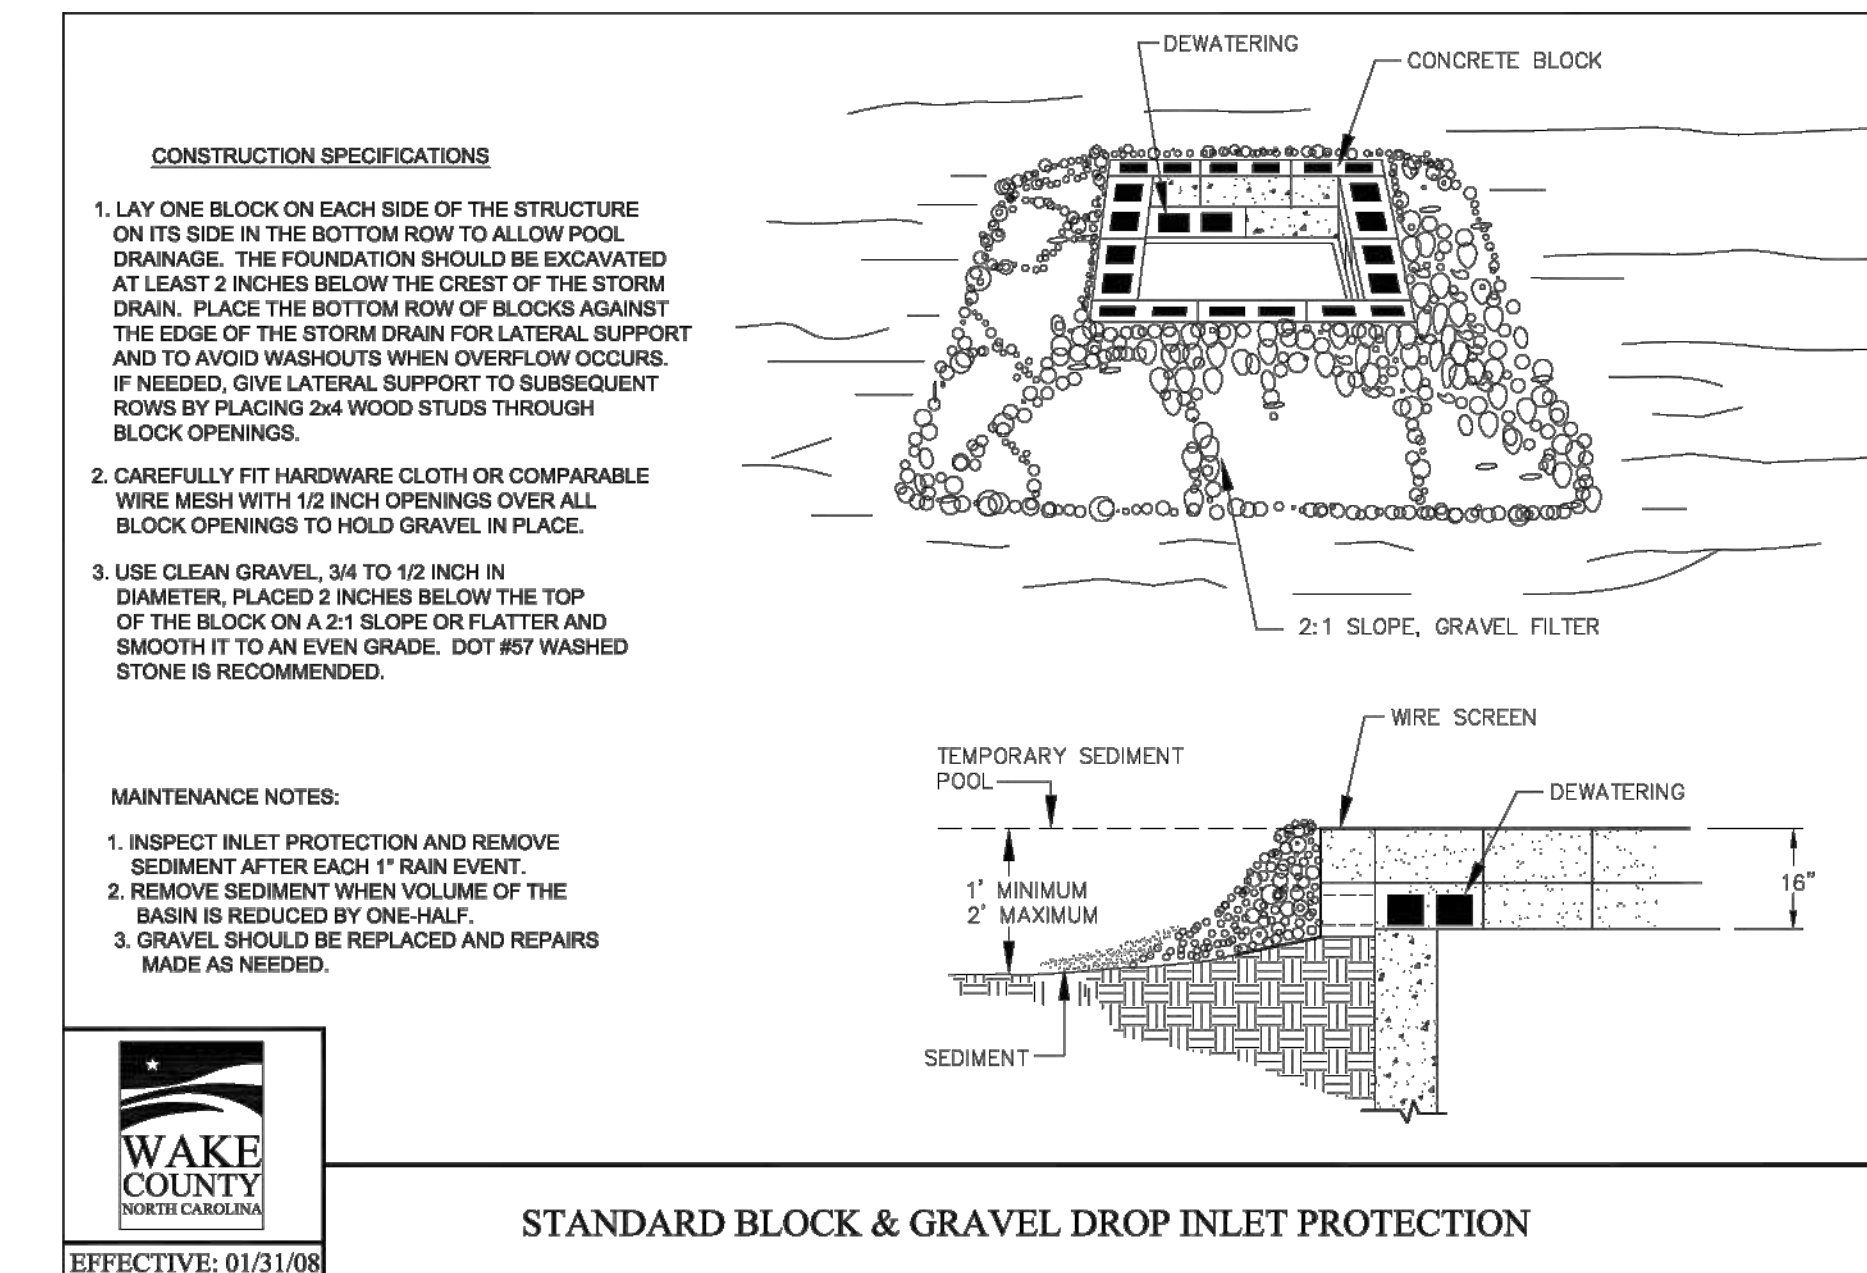 CONSTRUCTION SPECIFICATIONS
1. LAY ONE BLOCK ON EACH SIDE OF THE STRUCTURE
ON ITS SIDE IN THE BOTTOM ROW TO ALLOW POOL
DRAINAGE. THE FOUNDATION SHOULD BE EXCAVATED
AT LEAST 2 INCHES BELOW THE CREST OF THE STORM
DRAIN. PLACE THE BOTTOM ROW OF BLOCKS AGAINST
THE EDGE OF THE STORM DRAIN FOR LATERAL SUPPORT
AND TO AVOID WASHOUTS WHEN OVERFLOW OCCURS.
IF NEEDED, GIVE LATERAL SUPPORT TO SUBSEQUENT
ROWS BY PLACING 2x4 WOOD STUDS THROUGH
BLOCK OPENINGS.
2. CAREFULLY FIT HARDWARE CLOTH OR COMPARABLE
WIRE MESH WITH 1/2 INCH OPENINGS OVER ALL
BLOCK OPENINGS TO HOLD GRAVEL IN PLACE.
3. USE CLEAN GRAVEL, 3/4 TO 1/2 INCH IN
DIAMETER, PLACED 2 INCHES BELOW THE TOP
OF THE BLOCK ON A 2:1 SLOPE OR FLATTER AND
SMOOTH IT TO AN EVEN GRADE. DOT #57 WASHED
STONE IS RECOMMENDED.
MAINTENANCE NOTES:
1. INSPECT INLET PROTECTION AND REMOVE
SEDIMENT AFTER EACH 1" RAIN EVENT.
2. REMOVE SEDIMENT WHEN VOLUME OF THE
BASIN IS REDUCED BY ONE-HALF.
3. GRAVEL SHOULD BE REPLACED AND REPAIRS
MADE AS NEEDED.
DEWATERING
CONCRETE BLOCK
2:1 SLOPE, GRAVEL FILTER
WIRE SCREEN
TEMPORARY SEDIMENT
POOL
DEWATERING
1' MINIMUM
2' MAXIMUM
16"
SEDIMENT
WAKE
COUNTY
NORTH CAROLINA
EFFECTIVE: 01/31/08
STANDARD BLOCK & GRAVEL DROP INLET PROTECTION